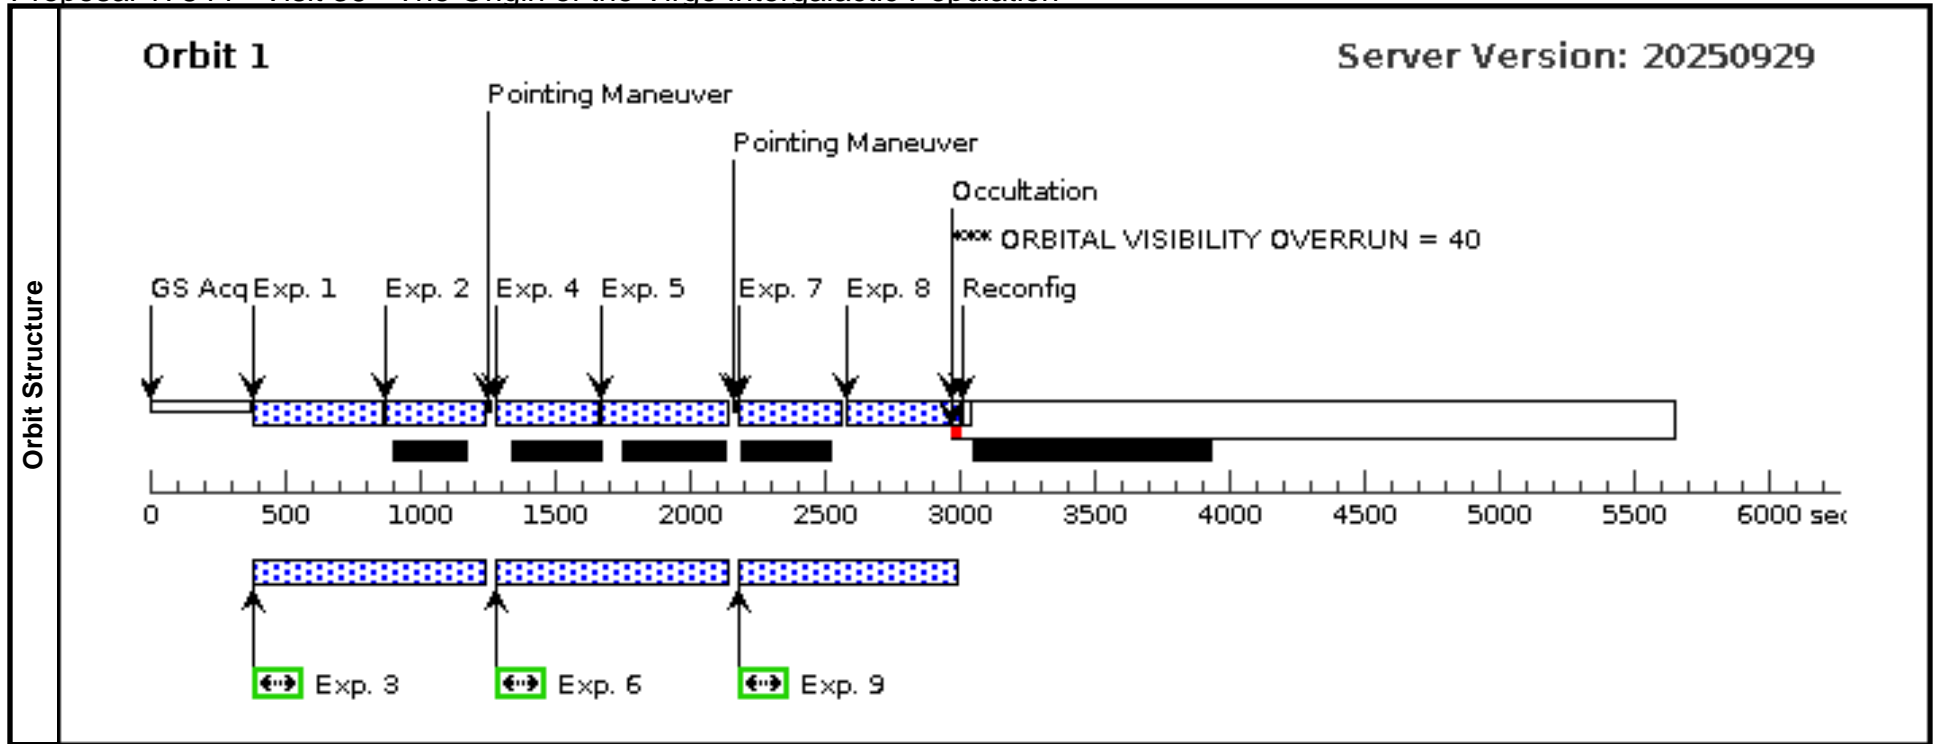 Orbit 1
Server Version: 20250929
Pointing Maneuver
Pointing Maneuver
Occultation
*** ORBITAL VISIBILITY OVERRUN = 40
GS Acq Exp. 1 Exp. 2 Exp. 4 Exp. 5 Exp. 7 Exp. 8 Reconfig
Orbit Structure
0 500 1000 1500 2000 2500 3000 3500 4000 4500 5000 5500 6000 sec
Exp. 3 Exp. 6 Exp. 9